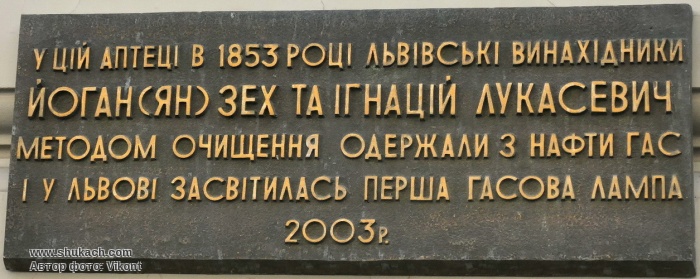 У ЦІЙ АПТЕЦІ В 1853 РОЦІ ЛЬВІВСЬКІ ВИНАХІДНИКИ
ЙОГАН(ЯН) ЗЕХ ТА ІГНАЦІЙ ЛУКАСЕВИЧ
МЕТОДОМ ОЧИЩЕННЯ ОДЕРЖАЛИ З НАФТИ ГАС
І У ЛЬВОВІ ЗАСВІТИЛАСЬ ПЕРША ГАСОВА ЛАМПА
2003р.
www.shukach.com
Автор фото: Vikont